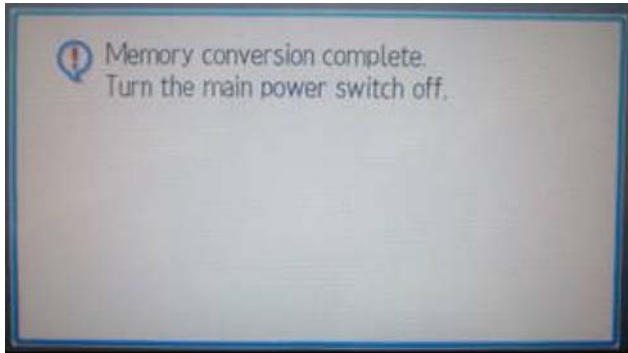 Memory conversion complete.
Turn the main power switch off.